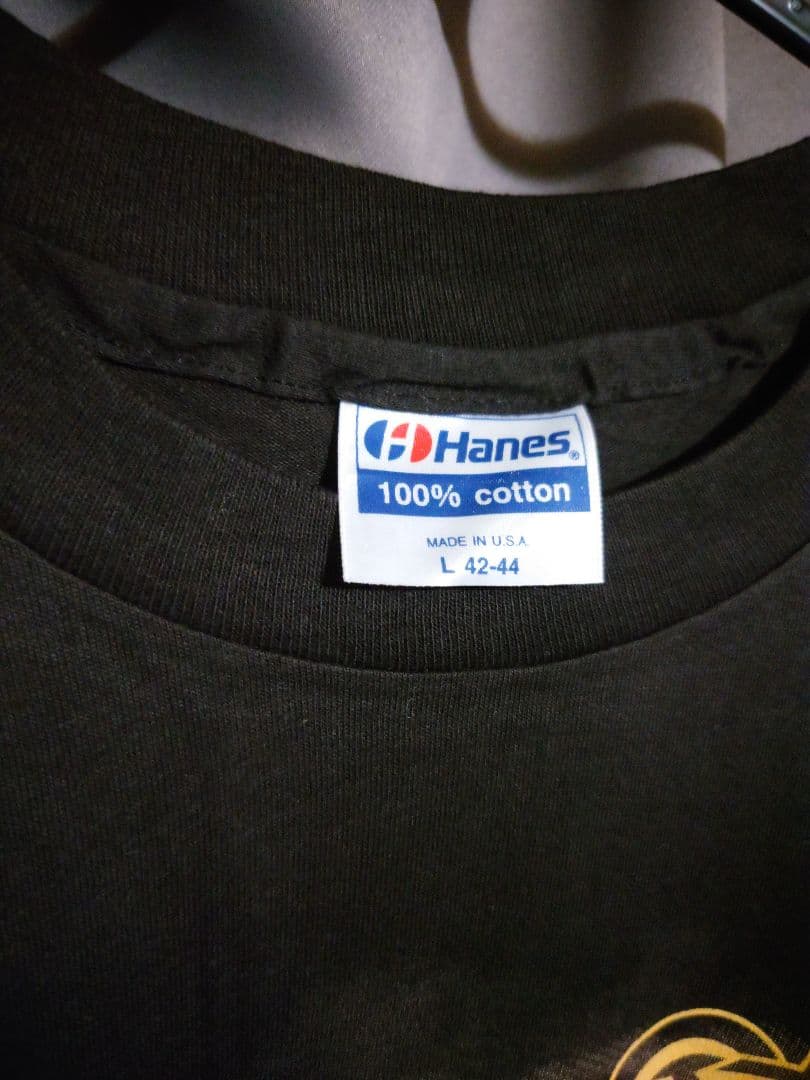 Hanes®
100% cotton
MADE IN U.S.A.
L 42-44